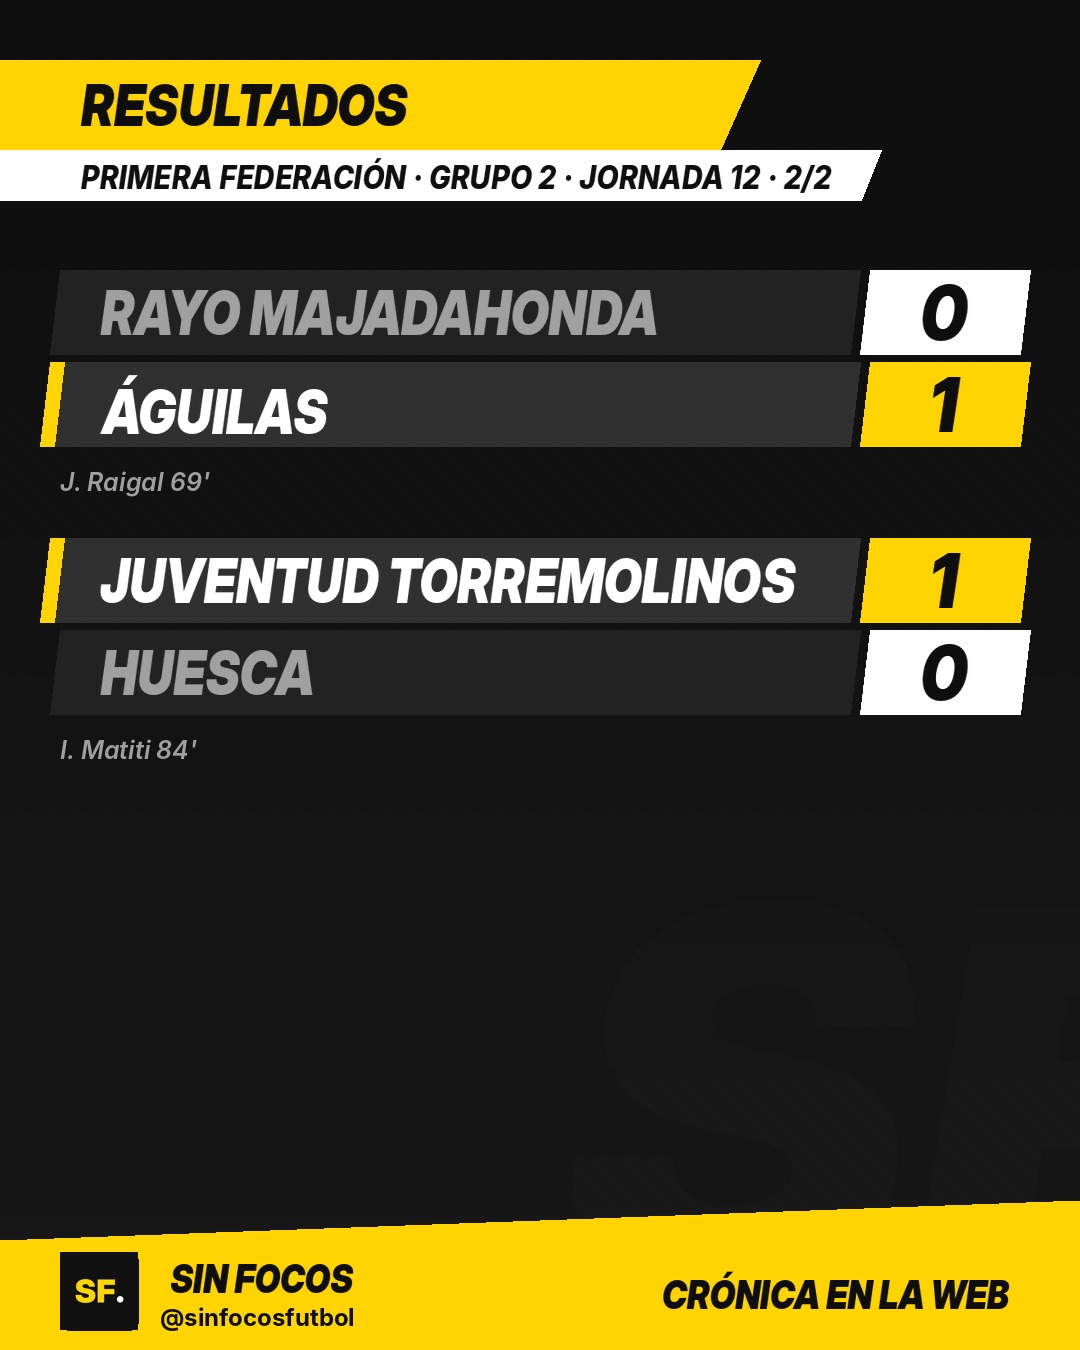 RESULTADOS
PRIMERA FEDERACIÓN · GRUPO 2 · JORNADA 12 · 2/2
RAYO MAJADAHONDA 0
ÁGUILAS 1
J. Raigal 69'
JUVENTUD TORREMOLINOS 1
HUESCA 0
I. Matiti 84'
SF
SF.
SIN FOCOS
@sinfocosfutbol
CRÓNICA EN LA WEB